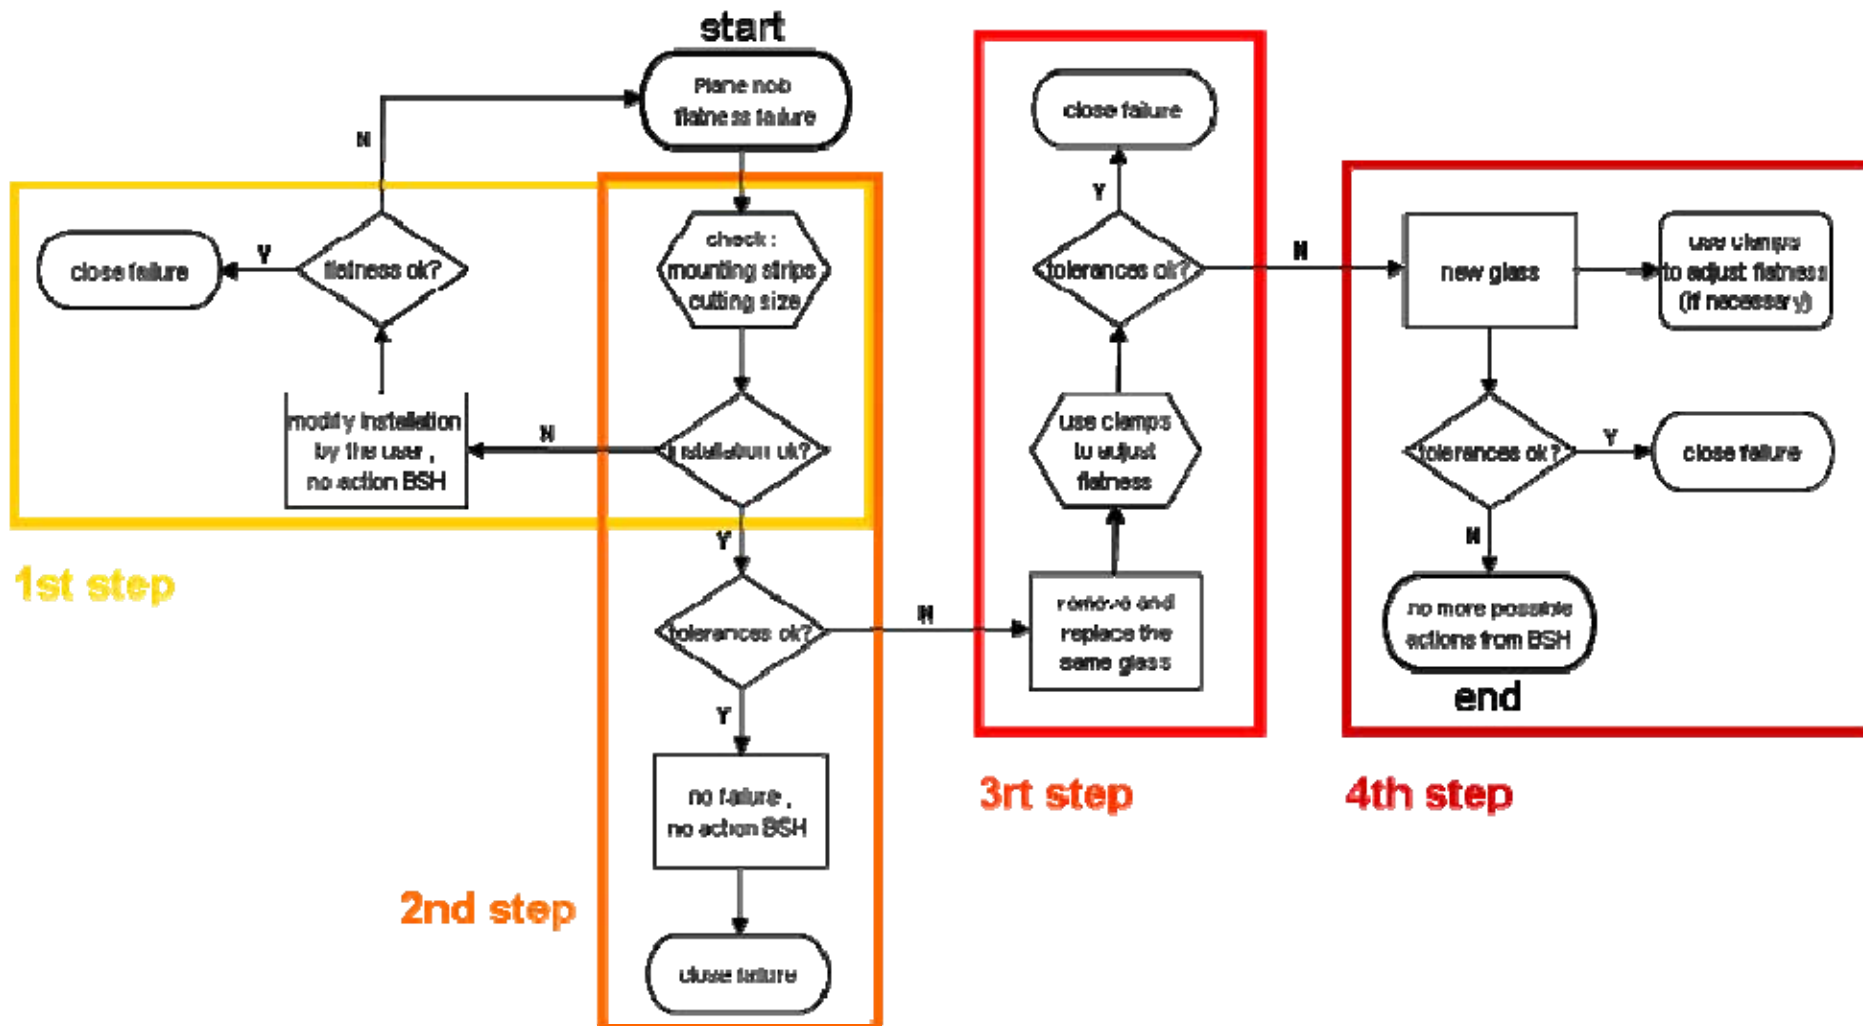 start
Plane hob
flatness failure
N
close failure
Y
flatness ok?
check :
mounting strips
cutting size
modify installation
by the user ,
no action BSH
N
installation ok?
1st step
Y
tolerances ok?
N
Y
no failure ,
no action BSH
2nd step
close failure
close failure
Y
tolerances ok?
N
use clamps
to adjust
flatness
remove and
replace the
same glass
3rt step
new glass
use clamps
to adjust flatness
(if necessary)
tolerances ok?
Y
close failure
N
no more possible
actions from BSH
end
4th step